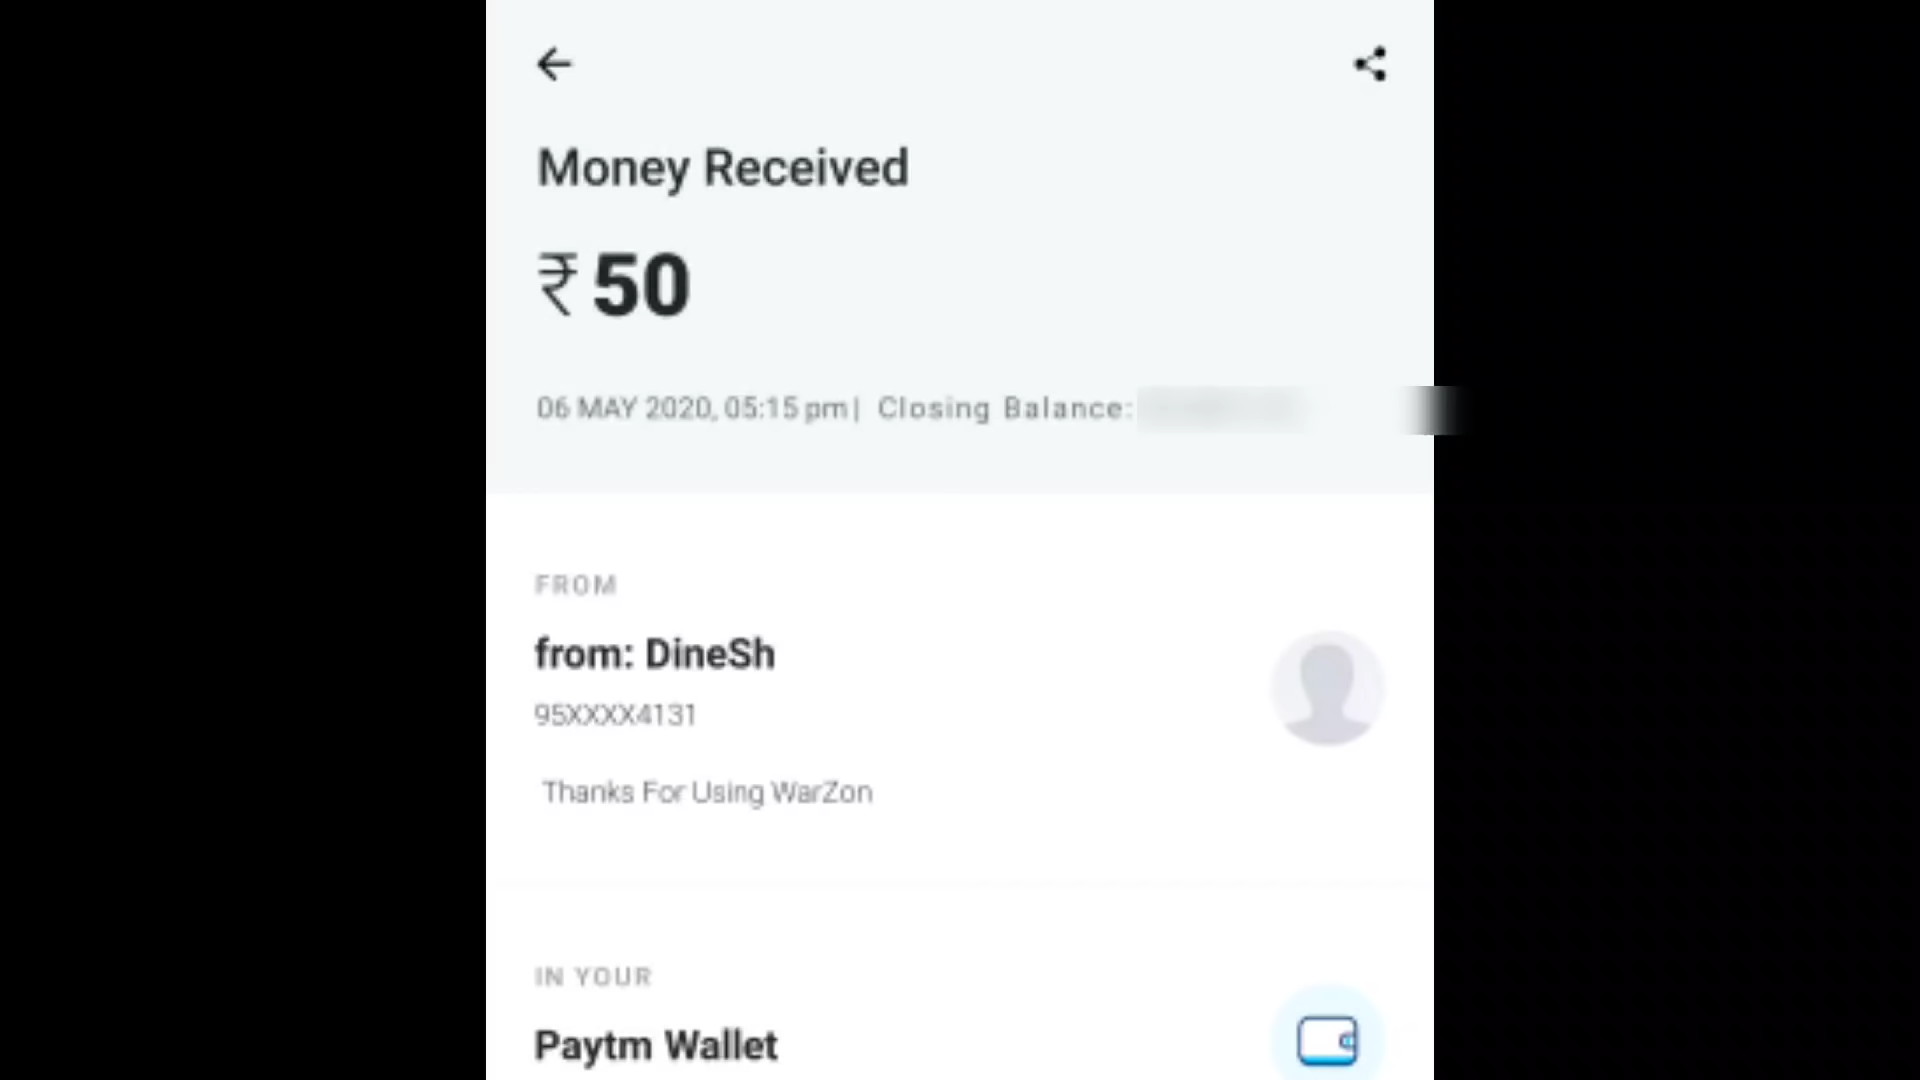 Money Received
₹50
06 MAY 2020, 05:15 pm| Closing Balance:
FROM
from: DineSh
95XXXX4131
Thanks For Using WarZon
IN YOUR
Paytm Wallet